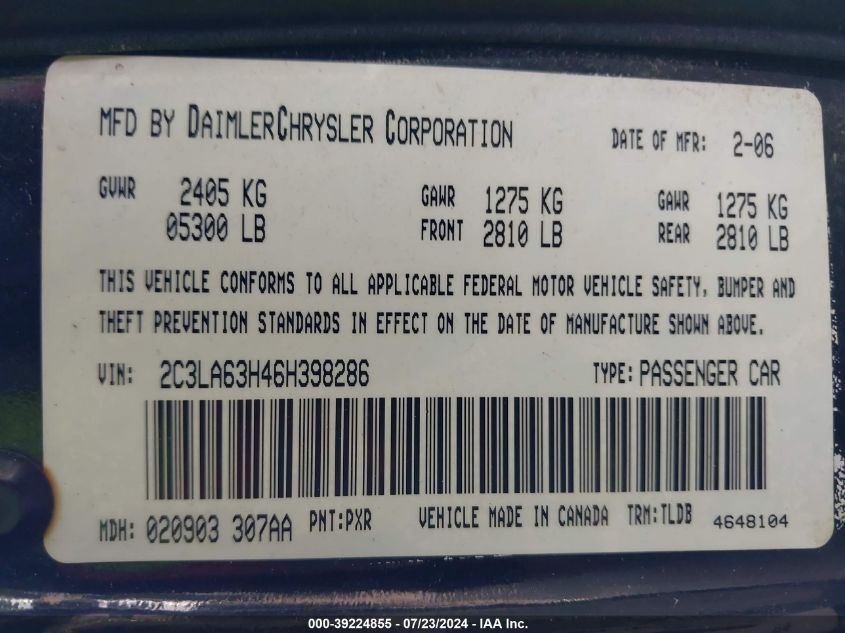 MFD BY DAIMLERCHRYSLER CORPORATION DATE OF MFR: 2-06
GVWR 2405 KG GAWR 1275 KG GAWR 1275 KG
05300 LB FRONT 2810 LB REAR 2810 LB
THIS VEHICLE CONFORMS TO ALL APPLICABLE FEDERAL MOTOR VEHICLE SAFETY, BUMPER AND
THEFT PREVENTION STANDARDS IN EFFECT ON THE DATE OF MANUFACTURE SHOWN ABOVE.
VIN: 2C3LA63H46H398286 TYPE: PASSENGER CAR
MDH: 020903 307AA PNT:PXR VEHICLE MADE IN CANADA TRM:TLDB 4648104
000-39224855 - 07/23/2024 - IAA Inc.